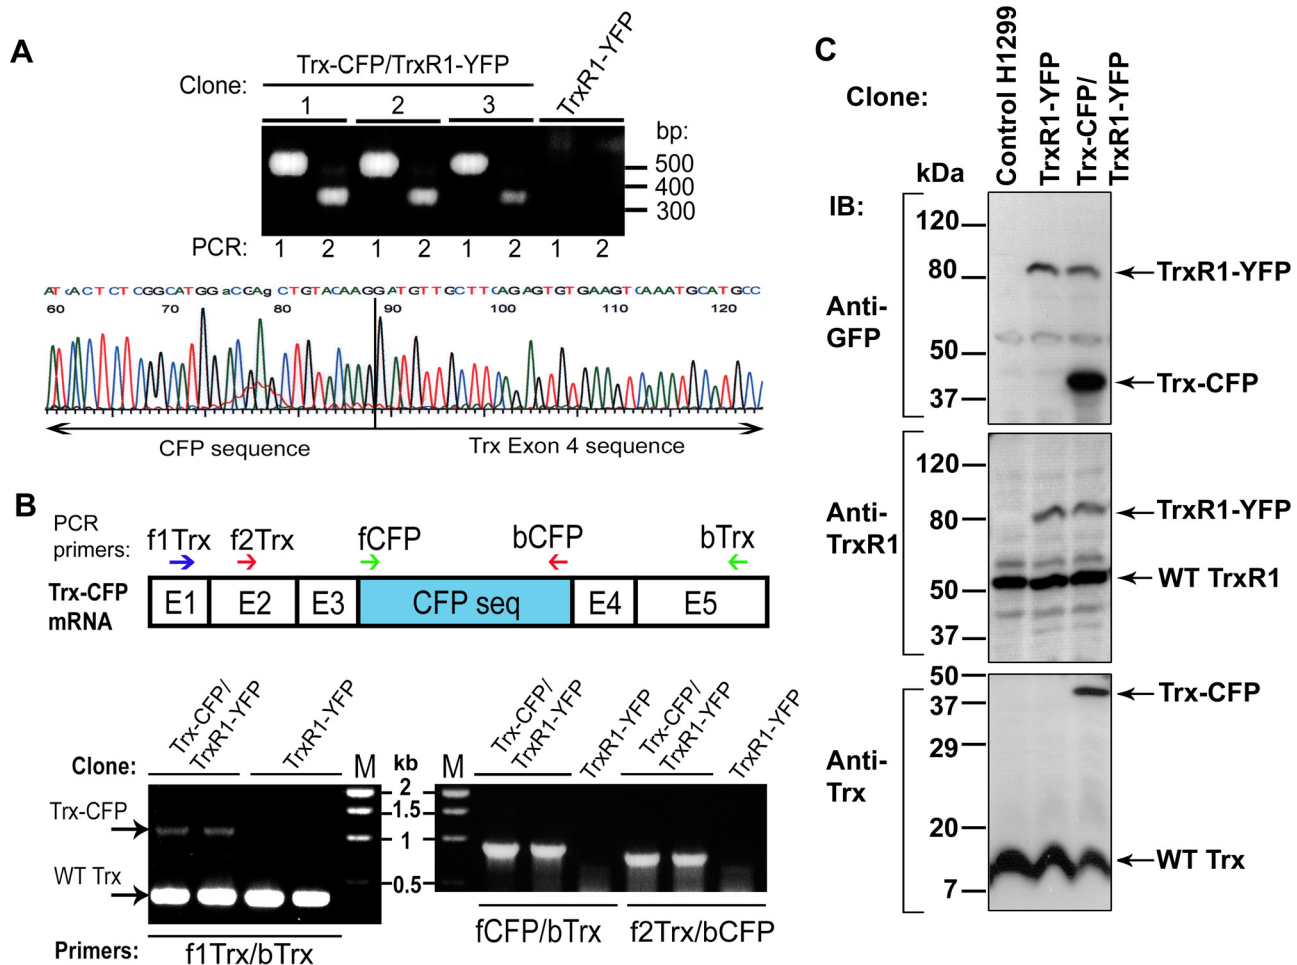 A
Trx-CFP/TrxR1-YFP
TrxR1-YFP
Clone:
1 2 3
bp:
500
400
300
PCR: 1 2 1 2 1 2 1 2
60 70 80 90 100 110 120
CFP sequence
Trx Exon 4 sequence
B
PCR primers:
f1Trx f2Trx fCFP bCFP bTrx
Trx-CFP mRNA
E1 E2 E3 CFP seq E4 E5
Clone:
Trx-CFP/ TrxR1-YFP
TrxR1-YFP
M
kb
M
Trx-CFP/ TrxR1-YFP
TrxR1-YFP
Trx-CFP/ TrxR1-YFP
TrxR1-YFP
Trx-CFP
WT Trx
2
1.5
1
0.5
Primers:
f1Trx/bTrx
fCFP/bTrx
f2Trx/bCFP
C
Clone:
Control H1299
TrxR1-YFP
Trx-CFP/
TrxR1-YFP
kDa
IB:
Anti-GFP
120
80
50
37
TrxR1-YFP
Trx-CFP
Anti-TrxR1
120
80
50
37
TrxR1-YFP
WT TrxR1
Anti-Trx
50
37
29
20
7
Trx-CFP
WT Trx